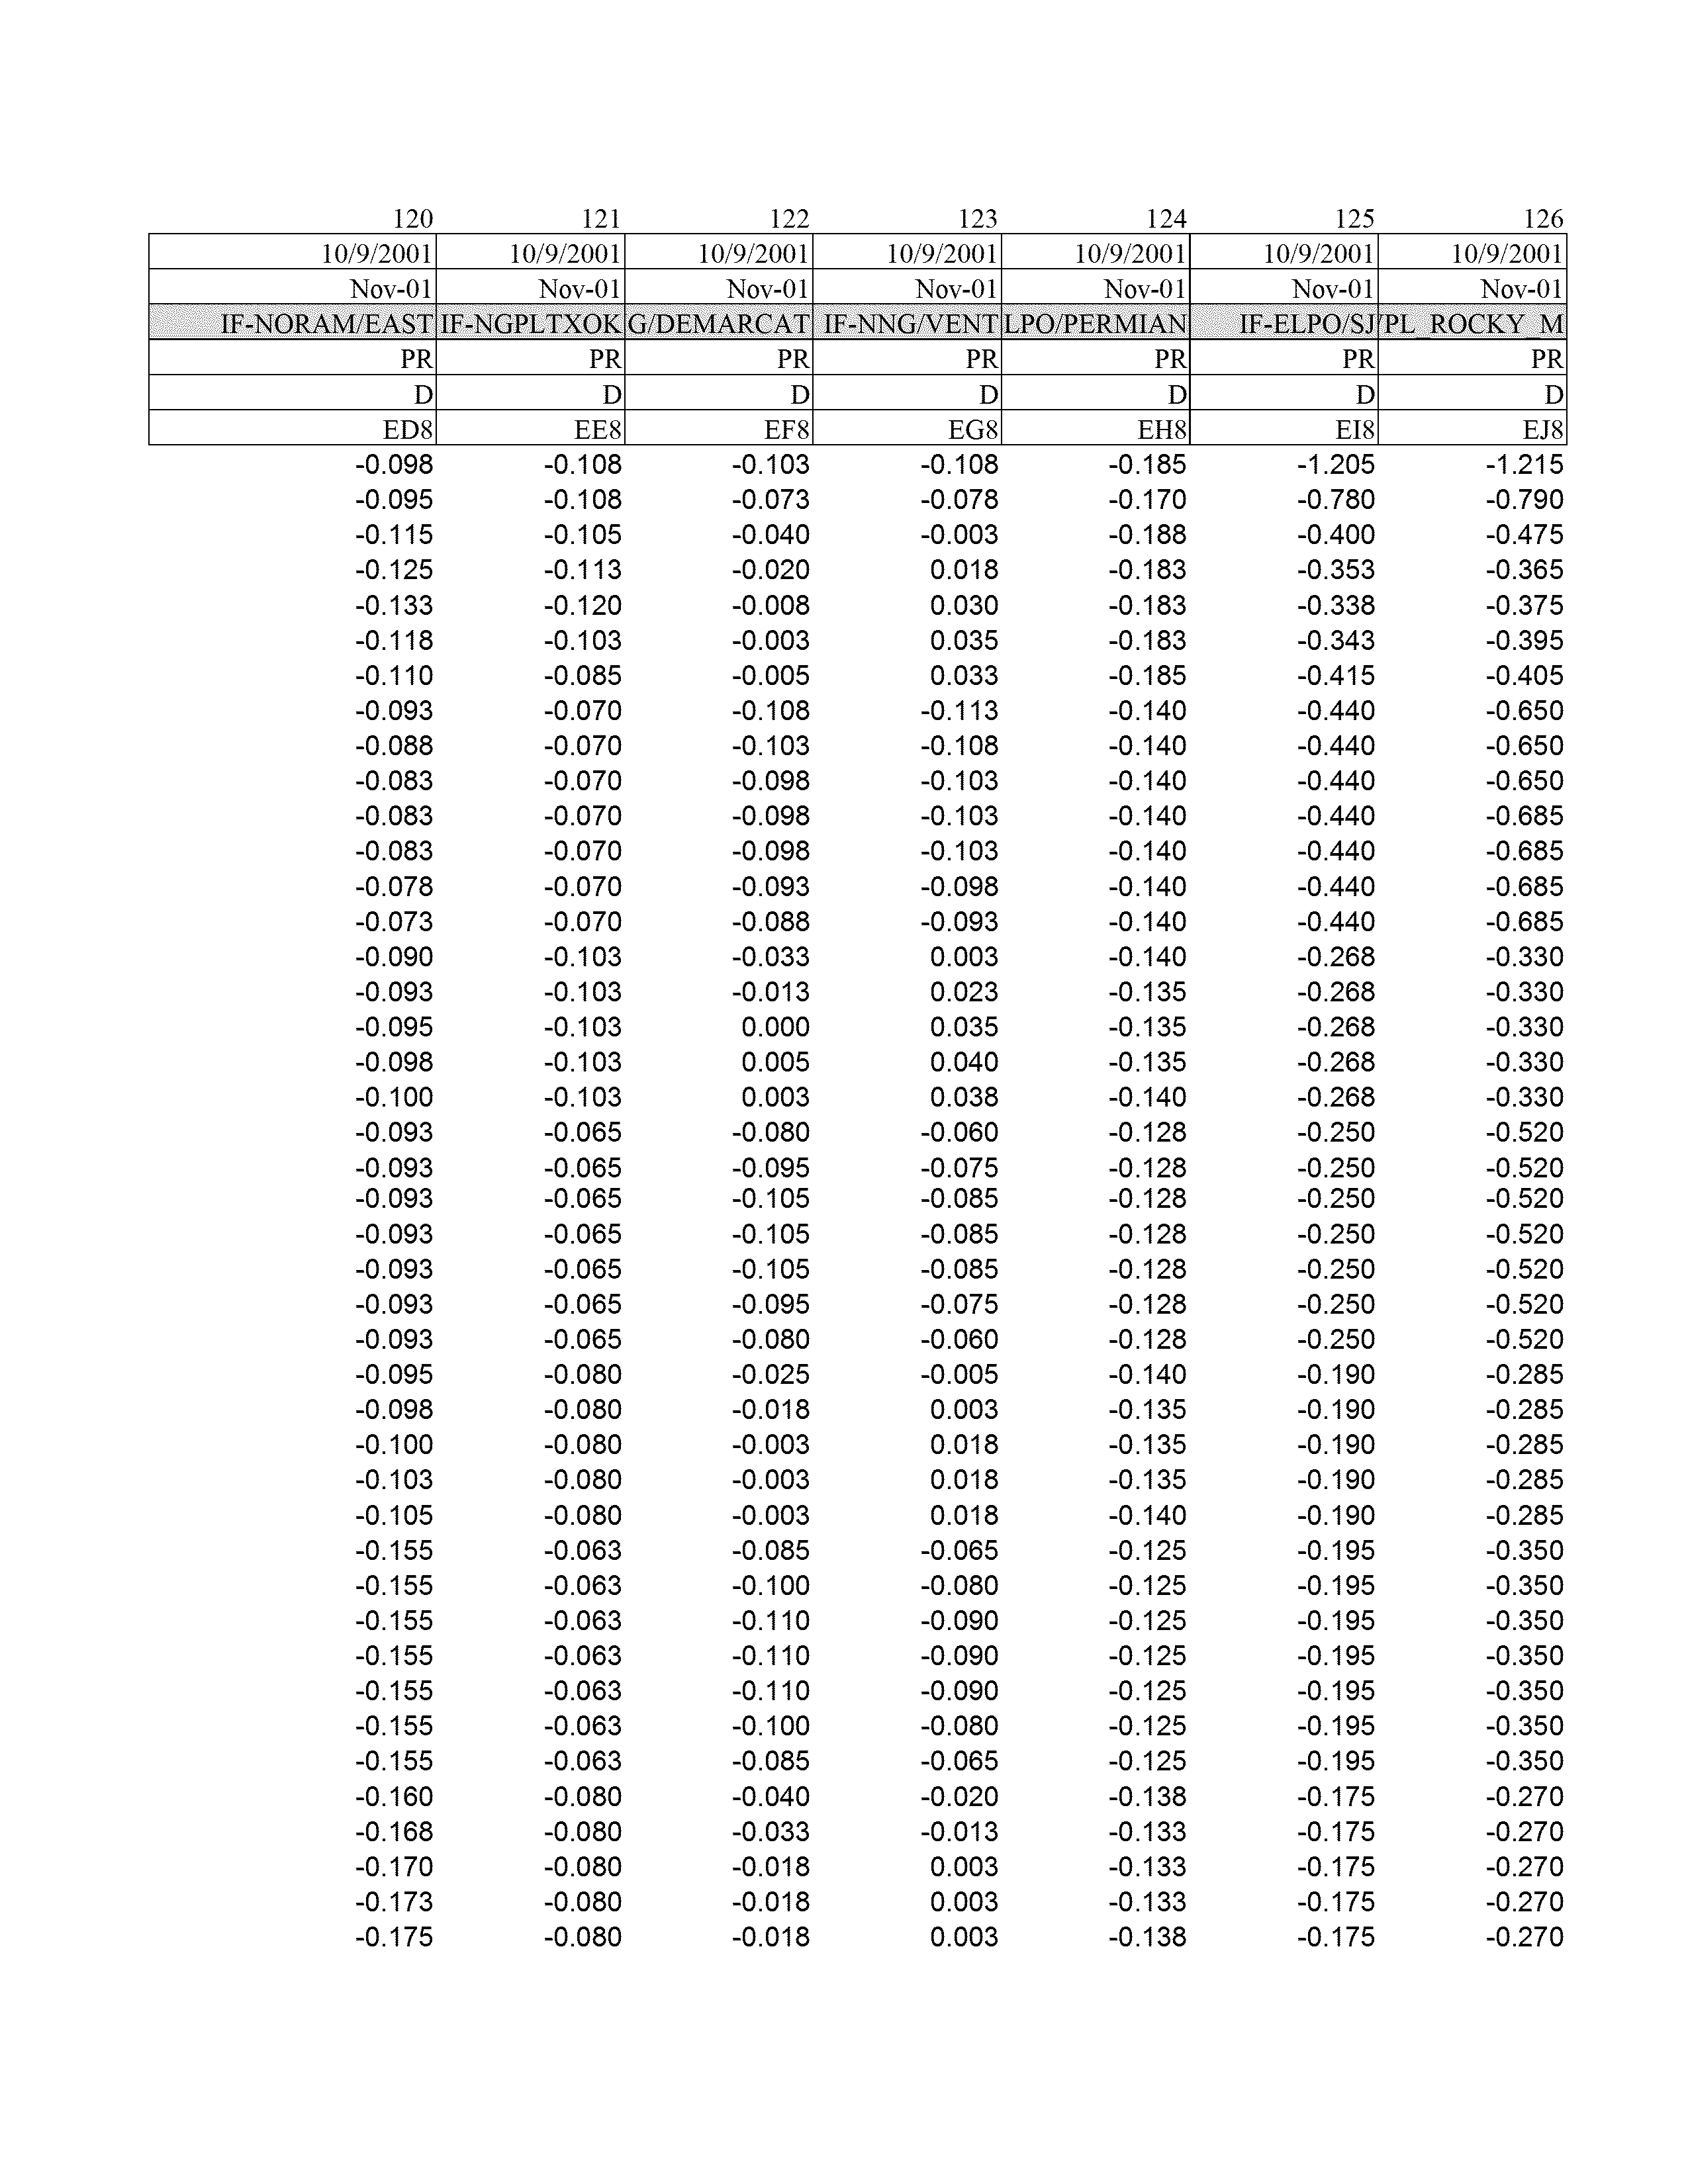 120 121 122 123 124 125 126
10/9/2001 10/9/2001 10/9/2001 10/9/2001 10/9/2001 10/9/2001 10/9/2001
Nov-01 Nov-01 Nov-01 Nov-01 Nov-01 Nov-01 Nov-01
IF-NORAM/EAST IF-NGPLTXOK G/DEMARCAT IF-NNG/VENT LPO/PERMIAN IF-ELPO/SJ /PL_ROCKY_M
PR PR PR PR PR PR PR
D D D D D D D
ED8 EE8 EF8 EG8 EH8 EI8 EJ8
-0.098 -0.108 -0.103 -0.108 -0.185 -1.205 -1.215
-0.095 -0.108 -0.073 -0.078 -0.170 -0.780 -0.790
-0.115 -0.105 -0.040 -0.003 -0.188 -0.400 -0.475
-0.125 -0.113 -0.020 0.018 -0.183 -0.353 -0.365
-0.133 -0.120 -0.008 0.030 -0.183 -0.338 -0.375
-0.118 -0.103 -0.003 0.035 -0.183 -0.343 -0.395
-0.110 -0.085 -0.005 0.033 -0.185 -0.415 -0.405
-0.093 -0.070 -0.108 -0.113 -0.140 -0.440 -0.650
-0.088 -0.070 -0.103 -0.108 -0.140 -0.440 -0.650
-0.083 -0.070 -0.098 -0.103 -0.140 -0.440 -0.650
-0.083 -0.070 -0.098 -0.103 -0.140 -0.440 -0.685
-0.083 -0.070 -0.098 -0.103 -0.140 -0.440 -0.685
-0.078 -0.070 -0.093 -0.098 -0.140 -0.440 -0.685
-0.073 -0.070 -0.088 -0.093 -0.140 -0.440 -0.685
-0.090 -0.103 -0.033 0.003 -0.140 -0.268 -0.330
-0.093 -0.103 -0.013 0.023 -0.135 -0.268 -0.330
-0.095 -0.103 0.000 0.035 -0.135 -0.268 -0.330
-0.098 -0.103 0.005 0.040 -0.135 -0.268 -0.330
-0.100 -0.103 0.003 0.038 -0.140 -0.268 -0.330
-0.093 -0.065 -0.080 -0.060 -0.128 -0.250 -0.520
-0.093 -0.065 -0.095 -0.075 -0.128 -0.250 -0.520
-0.093 -0.065 -0.105 -0.085 -0.128 -0.250 -0.520
-0.093 -0.065 -0.105 -0.085 -0.128 -0.250 -0.520
-0.093 -0.065 -0.105 -0.085 -0.128 -0.250 -0.520
-0.093 -0.065 -0.095 -0.075 -0.128 -0.250 -0.520
-0.093 -0.065 -0.080 -0.060 -0.128 -0.250 -0.520
-0.095 -0.080 -0.025 -0.005 -0.140 -0.190 -0.285
-0.098 -0.080 -0.018 0.003 -0.135 -0.190 -0.285
-0.100 -0.080 -0.003 0.018 -0.135 -0.190 -0.285
-0.103 -0.080 -0.003 0.018 -0.135 -0.190 -0.285
-0.105 -0.080 -0.003 0.018 -0.140 -0.190 -0.285
-0.155 -0.063 -0.085 -0.065 -0.125 -0.195 -0.350
-0.155 -0.063 -0.100 -0.080 -0.125 -0.195 -0.350
-0.155 -0.063 -0.110 -0.090 -0.125 -0.195 -0.350
-0.155 -0.063 -0.110 -0.090 -0.125 -0.195 -0.350
-0.155 -0.063 -0.110 -0.090 -0.125 -0.195 -0.350
-0.155 -0.063 -0.100 -0.080 -0.125 -0.195 -0.350
-0.155 -0.063 -0.085 -0.065 -0.125 -0.195 -0.350
-0.160 -0.080 -0.040 -0.020 -0.138 -0.175 -0.270
-0.168 -0.080 -0.033 -0.013 -0.133 -0.175 -0.270
-0.170 -0.080 -0.018 0.003 -0.133 -0.175 -0.270
-0.173 -0.080 -0.018 0.003 -0.133 -0.175 -0.270
-0.175 -0.080 -0.018 0.003 -0.138 -0.175 -0.270